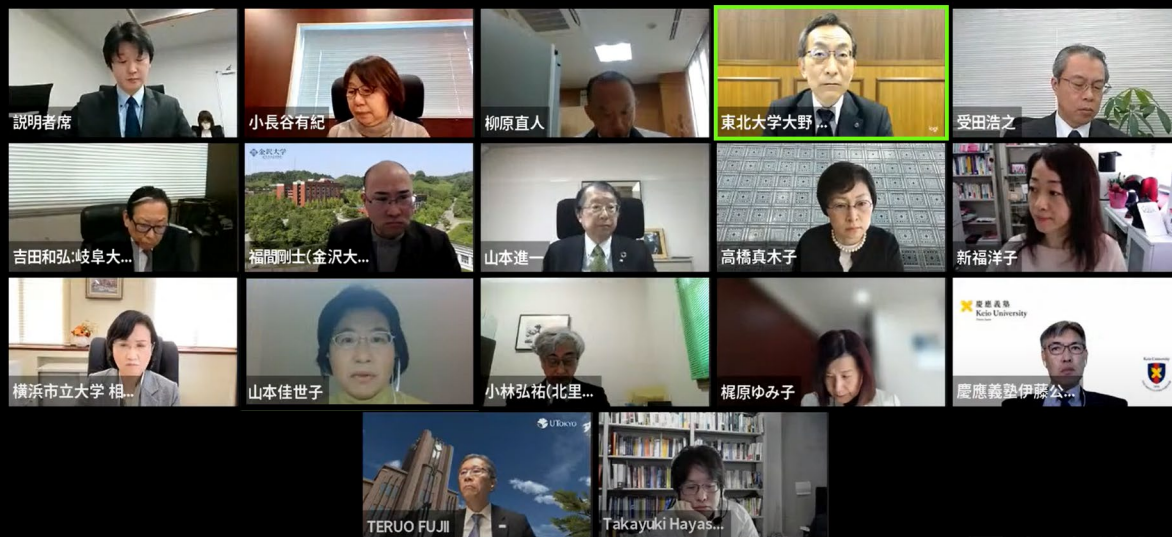 説明者席
小長谷有紀
柳原直人
東北大学大野 ...
受田浩之
金沢大学
吉田和弘:岐阜大...
福間剛士(金沢大...
山本進一
高橋真木子
新福洋子
慶應義塾
Keio University
横浜市立大学 相...
山本佳世子
小林弘祐(北里...
梶原ゆみ子
慶應義塾伊藤公...
UTOKYO
TERUO FUJII
Takayuki Hayas...